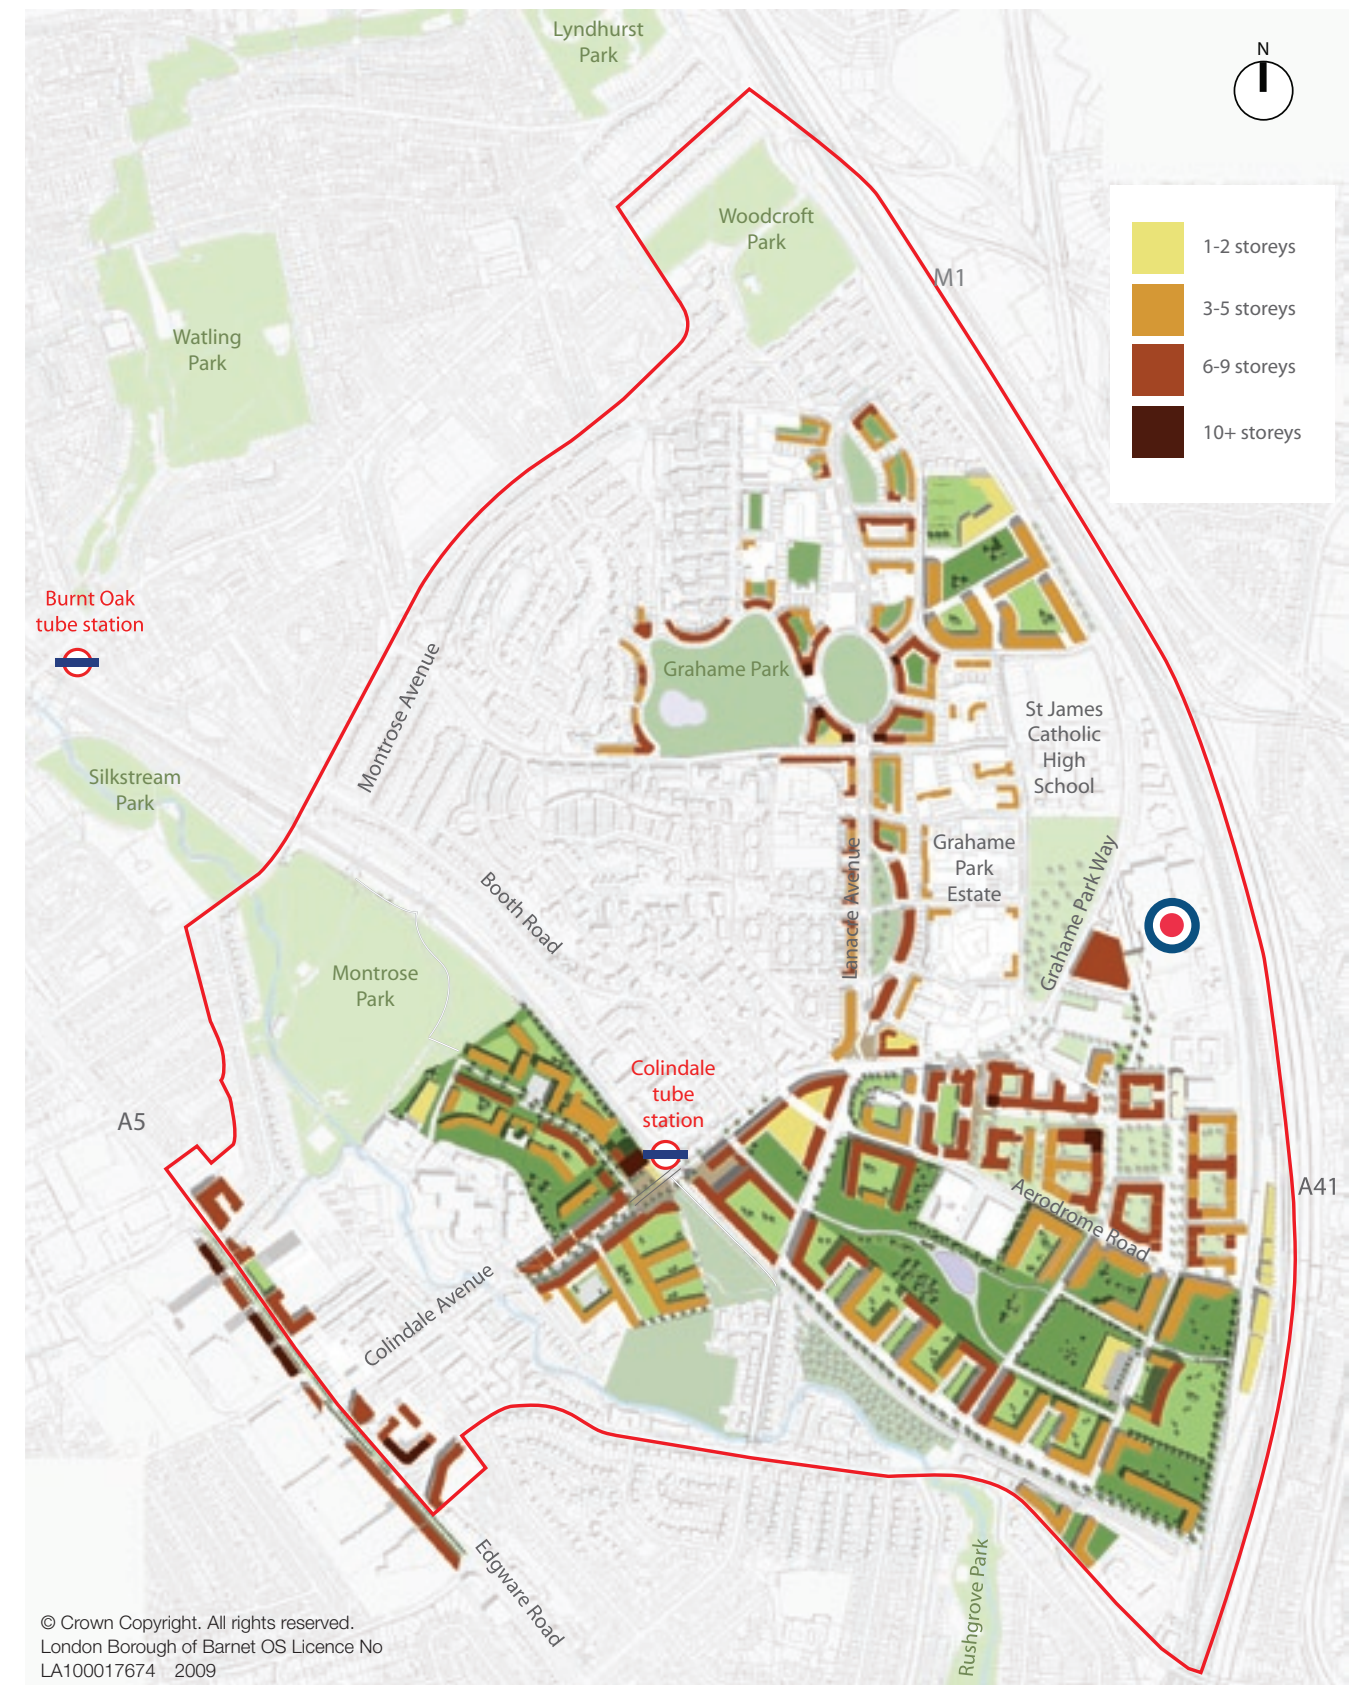 Lyndhurst
Park
N
Woodcroft
Park
M1
1-2 storeys
3-5 storeys
6-9 storeys
10+ storeys
Watling
Park
Burnt Oak
tube station
Montrose Avenue
Grahame Park
St James
Catholic
High
School
Silkstream
Park
Lanacre Avenue
Grahame
Park
Estate
Grahame Park Way
Booth Road
Montrose
Park
Colindale
tube
station
A5
Aerodrome Road
A41
Colindale Avenue
Edgware Road
Rushgrove Park
© Crown Copyright. All rights reserved.
London Borough of Barnet OS Licence No
LA100017674 2009